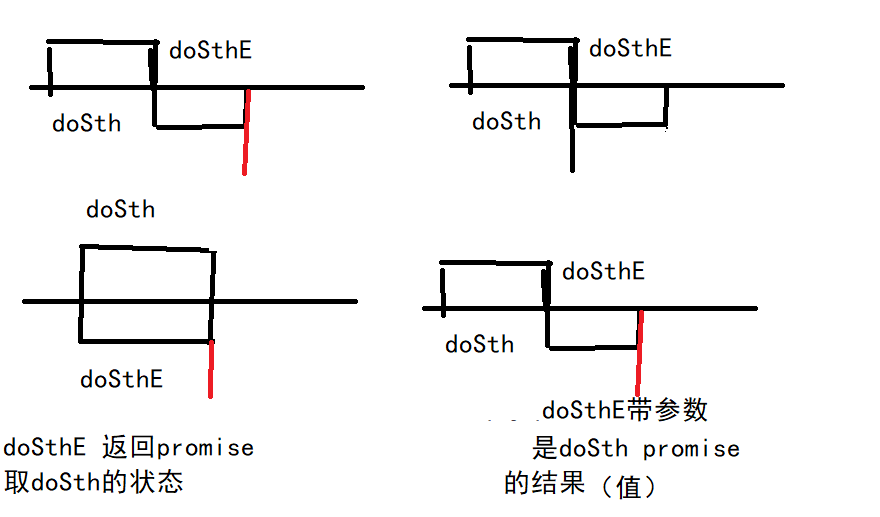 doSthE
doSth
doSthE
doSth
doSth
doSthE
doSthE 返回promise
取doSth的状态
doSthE
doSth
doSthE带参数
是doSth promise
的结果（值）